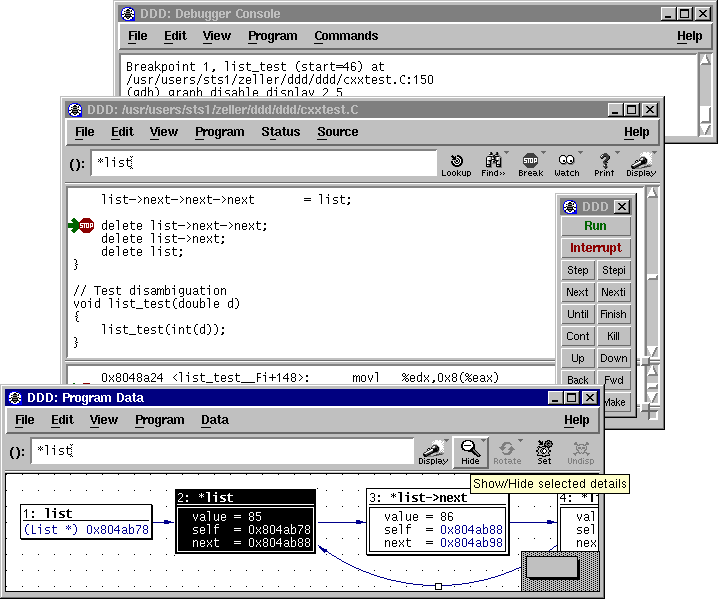 DDD: Debugger Console
File Edit View Program Commands Help
Breakpoint 1, list_test (start=46) at
/usr/users/sts1/zeller/ddd/ddd/cxxtest.C:150
(gdb) graph disable display 2 5
DDD: /usr/users/sts1/zeller/ddd/ddd/cxxtest.C
File Edit View Program Status Source Help
(): *list
Lookup Find>> Break Watch Print Display
list->next->next->next = list;
STOP delete list->next->next;
delete list->next;
delete list;
}
// Test disambiguation
void list_test(double d)
{
list_test(int(d));
}
DDD
Run
Interrupt
Step Stepi
Next Nexti
Until Finish
Cont Kill
Up Down
Back Fwd
Make
0x8048a24 <list_test__Fi+148>: movl %edx,0x8(%eax)
DDD: Program Data
File Edit View Program Data Help
(): *list
Display Hide Rotate Set Undisp
Show/Hide selected details
1: list
(List *) 0x804ab78
2: *list
value = 85
self = 0x804ab78
next = 0x804ab88
3: *list->next
value = 86
self = 0x804ab88
next = 0x804ab98
4: *l
val
sel
nex